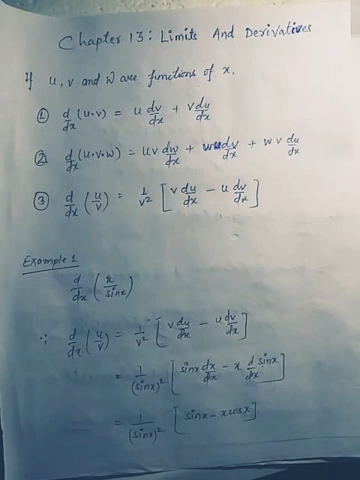 Chapter 13: Limits And Derivatives
If u, v and w are functions of x.
① d/dx (u·v) = u dv/dx + v du/dx
② d/dx (u·v·w) = uv dw/dx + wu dv/dx + wv du/dx
③ d/dx (u/v) = 1/v² [v du/dx − u dv/dx]
Example 1
d/dx (x/sinx)
∵ d/dx (u/v) = 1/v² [v du/dx − u dv/dx]
= 1/(sinx)² [sinx dx/dx − x d/dx sinx]
= 1/(sinx)² [sinx − xcosx]